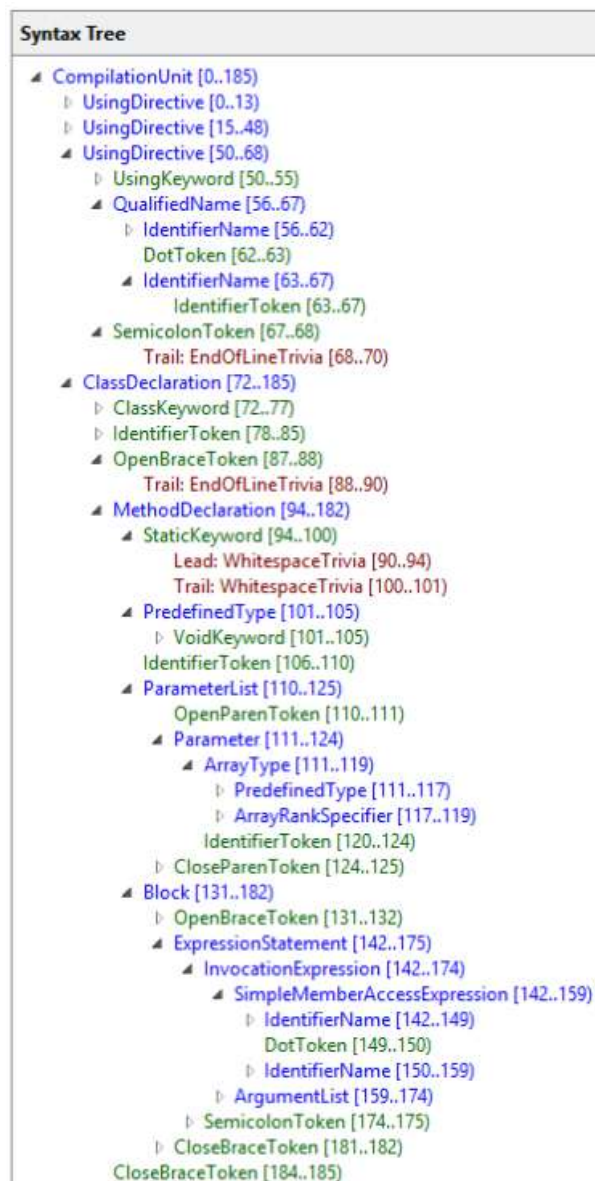 Syntax Tree
CompilationUnit [0..185)
UsingDirective [0..13)
UsingDirective [15..48)
UsingDirective [50..68)
UsingKeyword [50..55)
QualifiedName [56..67)
IdentifierName [56..62)
DotToken [62..63)
IdentifierName [63..67)
IdentifierToken [63..67)
SemicolonToken [67..68)
Trail: EndOfLineTrivia [68..70)
ClassDeclaration [72..185)
ClassKeyword [72..77)
IdentifierToken [78..85)
OpenBraceToken [87..88)
Trail: EndOfLineTrivia [88..90)
MethodDeclaration [94..182)
StaticKeyword [94..100)
Lead: WhitespaceTrivia [90..94)
Trail: WhitespaceTrivia [100..101)
PredefinedType [101..105)
VoidKeyword [101..105)
IdentifierToken [106..110)
ParameterList [110..125)
OpenParenToken [110..111)
Parameter [111..124)
ArrayType [111..119)
PredefinedType [111..117)
ArrayRankSpecifier [117..119)
IdentifierToken [120..124)
CloseParenToken [124..125)
Block [131..182)
OpenBraceToken [131..132)
ExpressionStatement [142..175)
InvocationExpression [142..174)
SimpleMemberAccessExpression [142..159)
IdentifierName [142..149)
DotToken [149..150)
IdentifierName [150..159)
ArgumentList [159..174)
SemicolonToken [174..175)
CloseBraceToken [181..182)
CloseBraceToken [184..185)